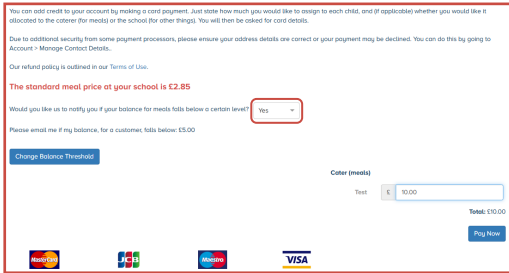 You can add credit to your account by making a card payment. Just state how much you would like to assign to each child, and (if applicable) whether you would like it
allocated to the caterer (for meals) or the school (for other things). You will then be asked for card details.
Due to additional security from some payment processors, please ensure your address details are correct or your payment may be declined. You can do this by going to
Account > Manage Contact Details..
Our refund policy is outlined in our Terms of Use.
The standard meal price at your school is £2.85
Would you like us to notify you if your balance for meals falls below a certain level? Yes
Please email me if my balance, for a customer, falls below: £5.00
Change Balance Threshold
Cater (meals)
Test £ 10.00
Total: £10.00
Pay Now
MasterCard JCB Maestro VISA